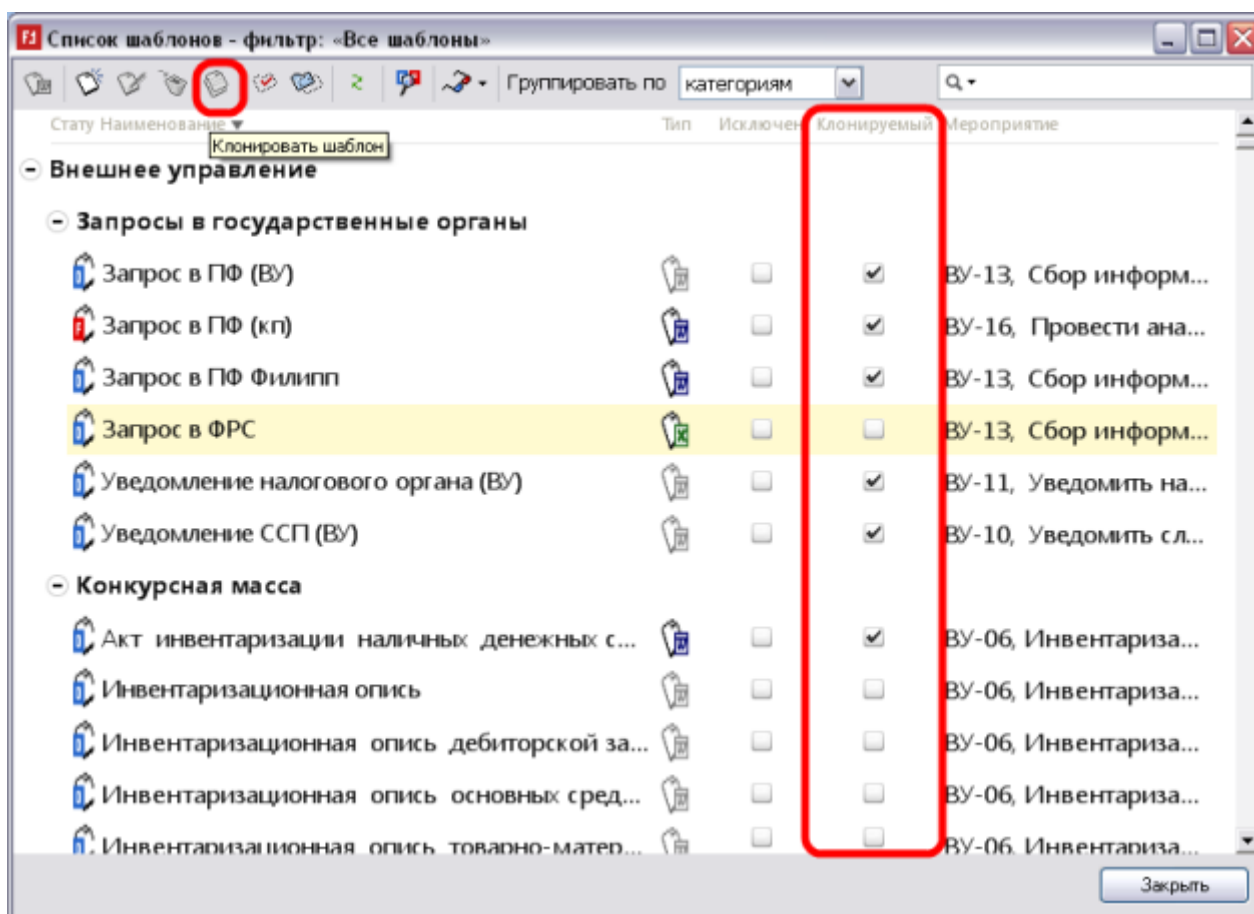 Список шаблонов - фильтр: «Все шаблоны»
Группировать по категориям
Стату Наименование Тип Исключен Клонируемый Мероприятие
Клонировать шаблон
Внешнее управление
Запросы в государственные органы
Запрос в ПФ (ВУ) ВУ-13, Сбор информ...
Запрос в ПФ (кп) ВУ-16, Провести ана...
Запрос в ПФ Филипп ВУ-13, Сбор информ...
Запрос в ФРС ВУ-13, Сбор информ...
Уведомление налогового органа (ВУ) ВУ-11, Уведомить на...
Уведомление ССП (ВУ) ВУ-10, Уведомить сл...
Конкурсная масса
Акт инвентаризации наличных денежных с... ВУ-06, Инвентариза...
Инвентаризационная опись ВУ-06, Инвентариза...
Инвентаризационная опись дебиторской за... ВУ-06, Инвентариза...
Инвентаризационная опись основных сред... ВУ-06, Инвентариза...
Инвентаризационная опись товарно-матер... ВУ-06, Инвентариза...
Закрыть